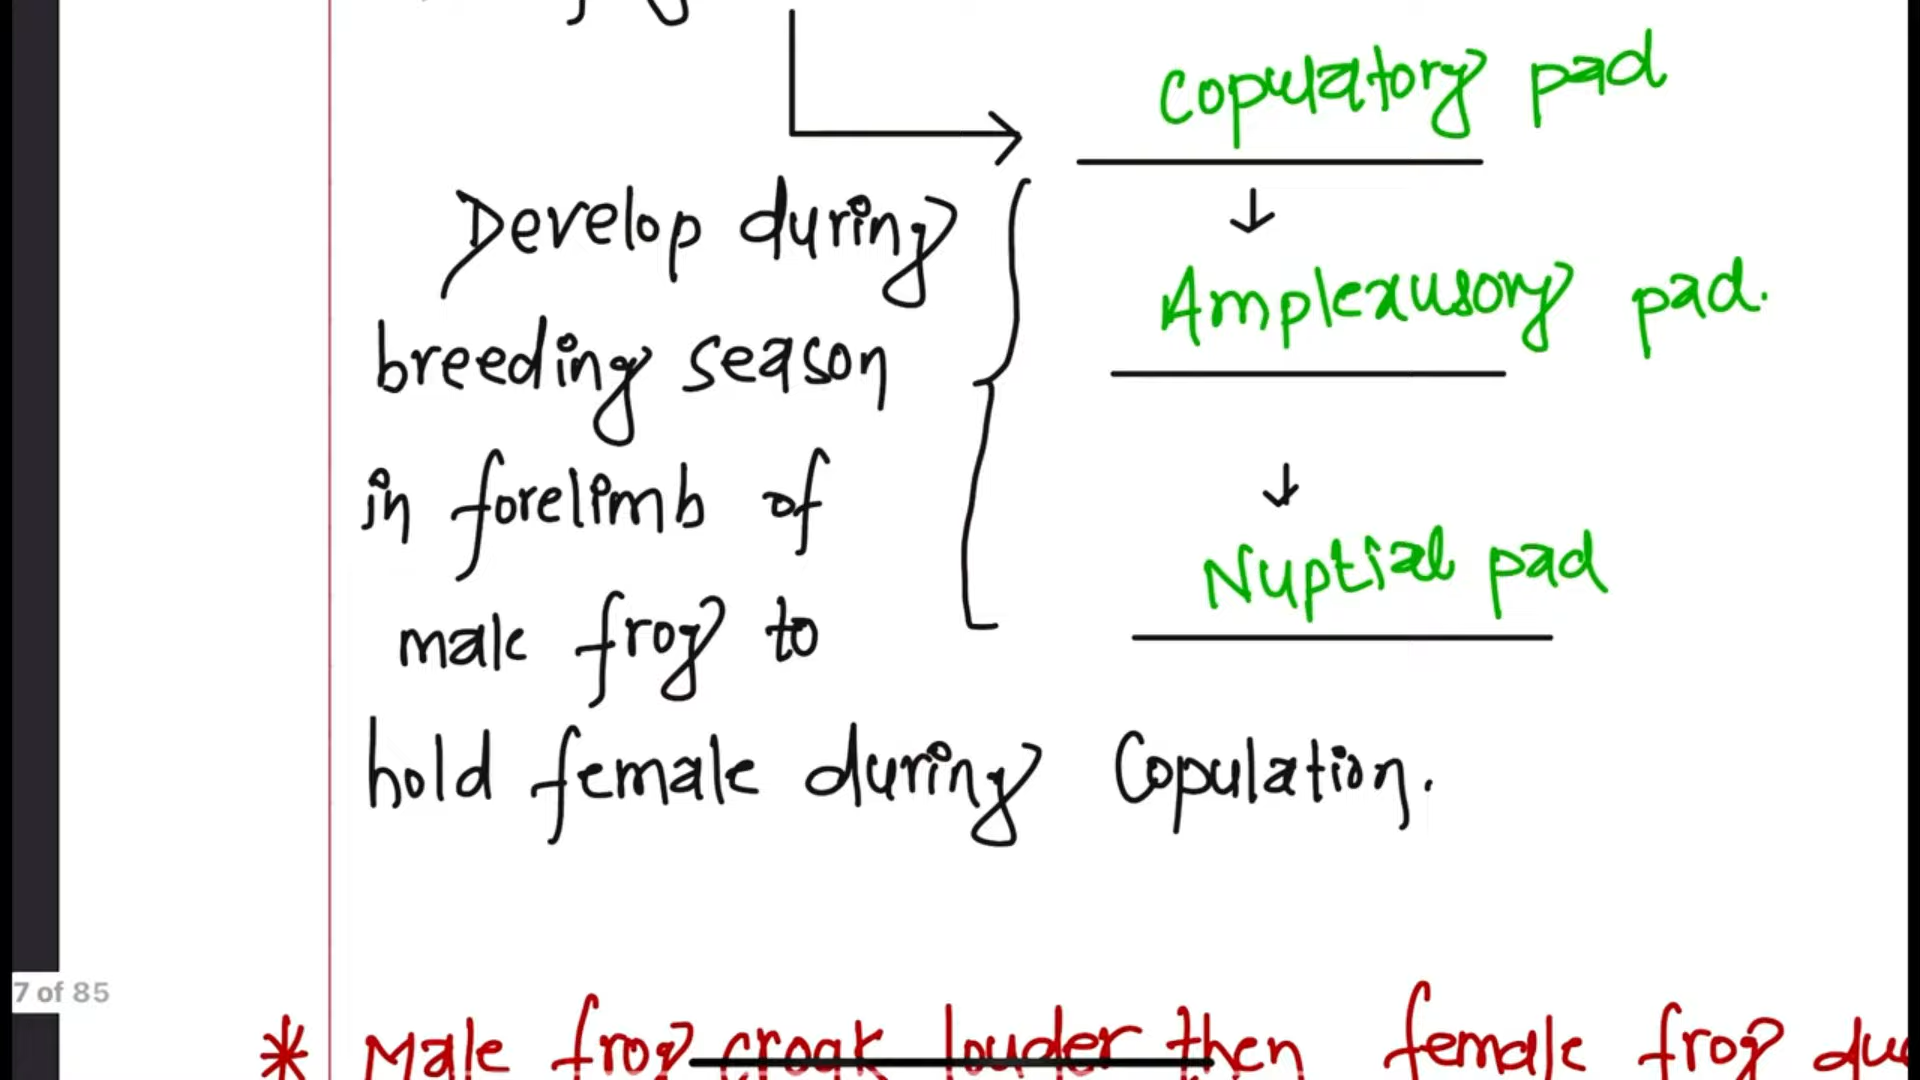 Copulatory pad
↓
Amplexusory pad.
↓
Nuptial pad
Develop during
breeding season
in forelimb of
male frog to
hold female during Copulation.
7 of 85
* Male frog croak louder then female frog du